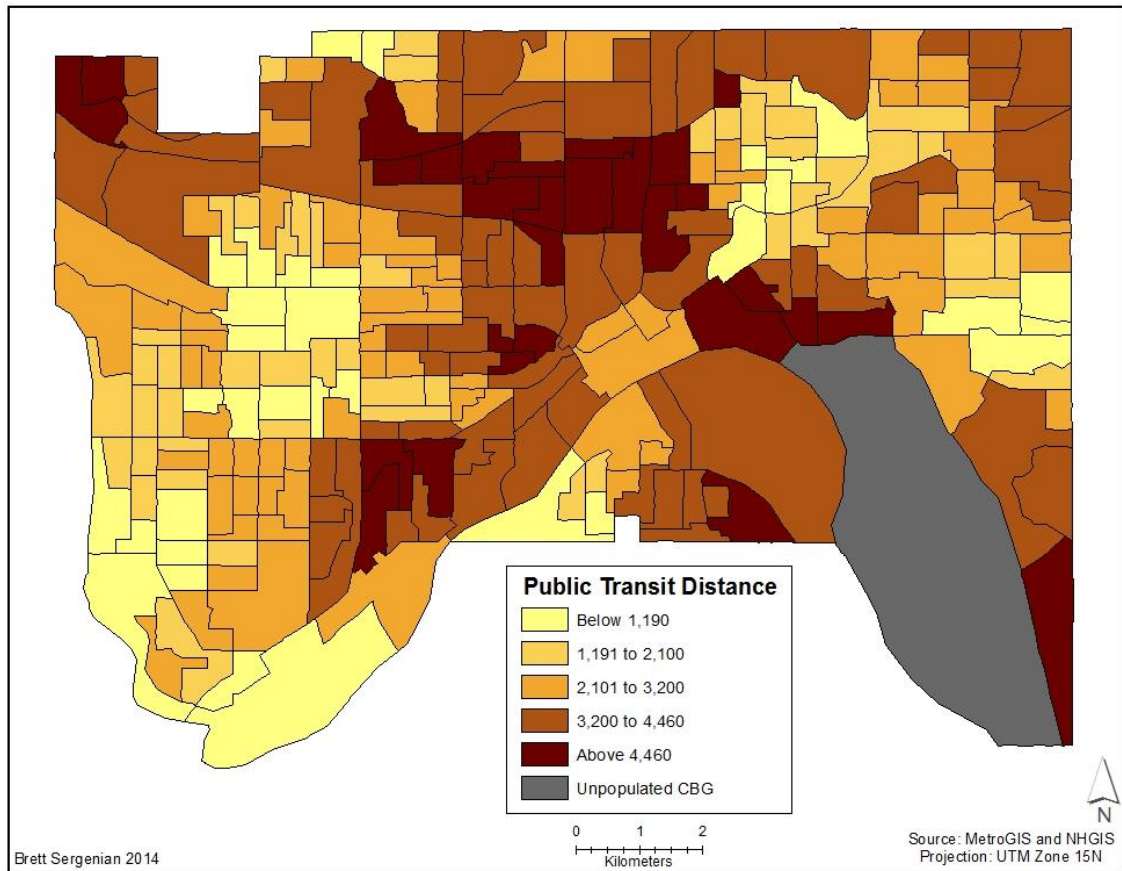 Public Transit Distance
Below 1,190
1,191 to 2,100
2,101 to 3,200
3,200 to 4,460
Above 4,460
Unpopulated CBG
0 1 2
Kilometers
N
Brett Sergenian 2014
Source: MetroGIS and NHGIS
Projection: UTM Zone 15N